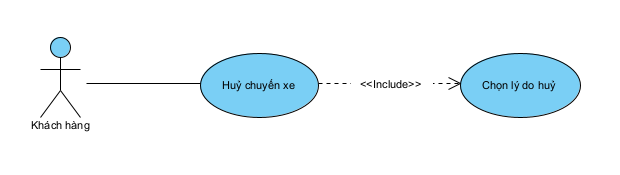 Huỷ chuyến xe
<<Include>>
Chọn lý do huỷ
Khách hàng